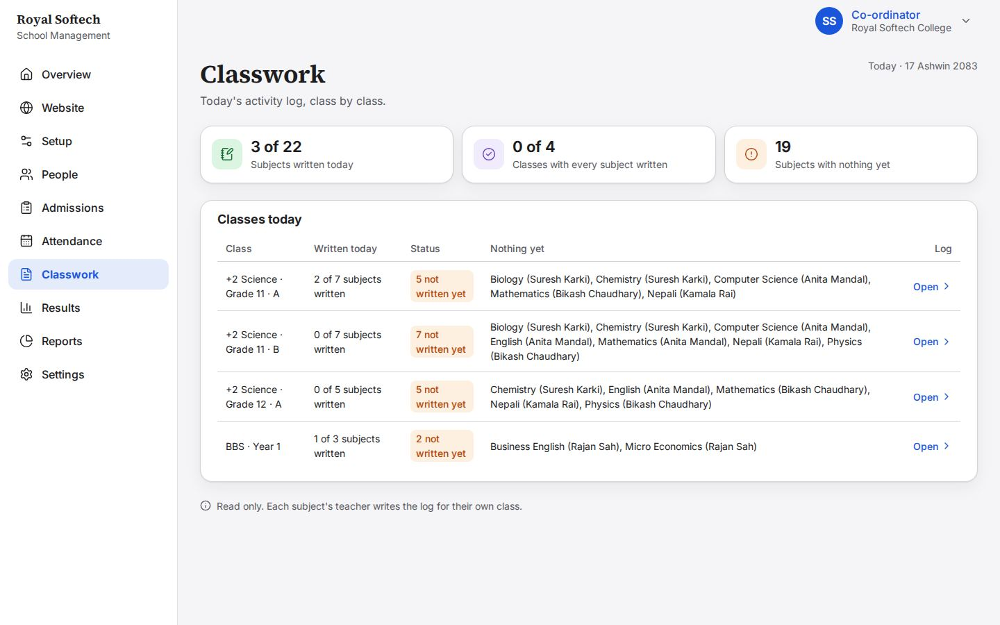 Royal Softech
School Management
Overview
Website
Setup
People
Admissions
Attendance
Classwork
Results
Reports
Settings
SS
Co-ordinator
Royal Softech College
Classwork
Today · 17 Ashwin 2083
Today's activity log, class by class.
3 of 22
Subjects written today
0 of 4
Classes with every subject written
19
Subjects with nothing yet
Classes today
Class Written today Status Nothing yet Log
+2 Science ·
Grade 11 · A
2 of 7 subjects
written
5 not
written yet
Biology (Suresh Karki), Chemistry (Suresh Karki), Computer Science (Anita Mandal),
Mathematics (Bikash Chaudhary), Nepali (Kamala Rai)
Open
+2 Science ·
Grade 11 · B
0 of 7 subjects
written
7 not
written yet
Biology (Suresh Karki), Chemistry (Suresh Karki), Computer Science (Anita Mandal),
English (Anita Mandal), Mathematics (Anita Mandal), Nepali (Kamala Rai), Physics
(Bikash Chaudhary)
Open
+2 Science ·
Grade 12 · A
0 of 5 subjects
written
5 not
written yet
Chemistry (Suresh Karki), English (Anita Mandal), Mathematics (Bikash Chaudhary),
Nepali (Kamala Rai), Physics (Bikash Chaudhary)
Open
BBS · Year 1
1 of 3 subjects
written
2 not
written yet
Business English (Rajan Sah), Micro Economics (Rajan Sah)
Open
Read only. Each subject's teacher writes the log for their own class.